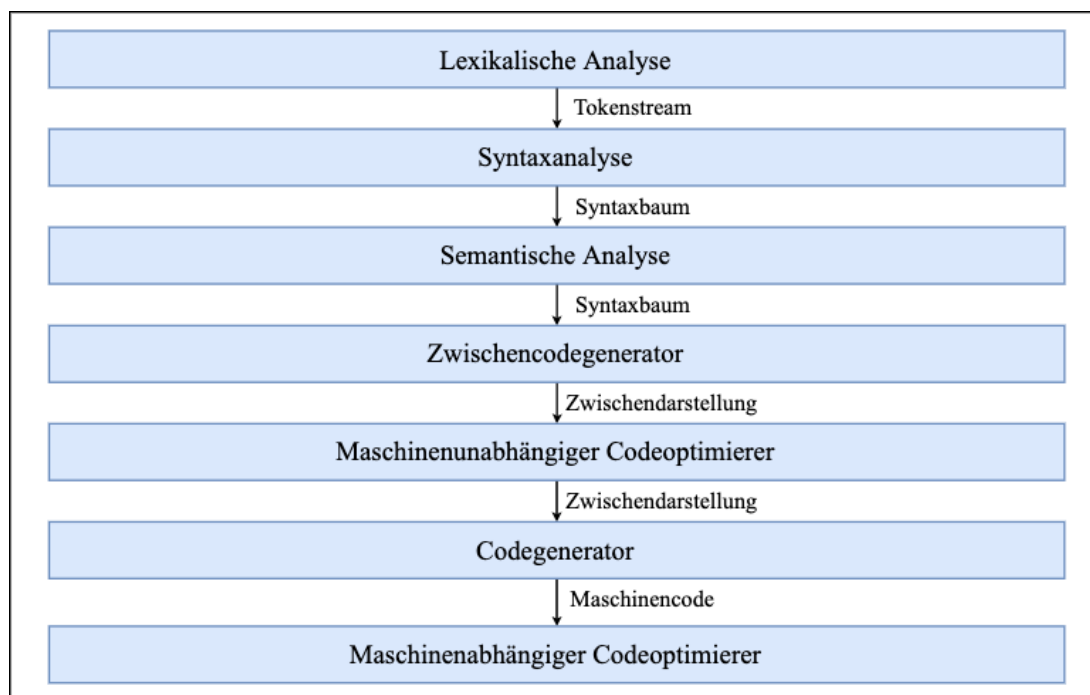 Lexikalische Analyse
Tokenstream
Syntaxanalyse
Syntaxbaum
Semantische Analyse
Syntaxbaum
Zwischencodegenerator
Zwischendarstellung
Maschinenunabhängiger Codeoptimierer
Zwischendarstellung
Codegenerator
Maschinencode
Maschinenabhängiger Codeoptimierer